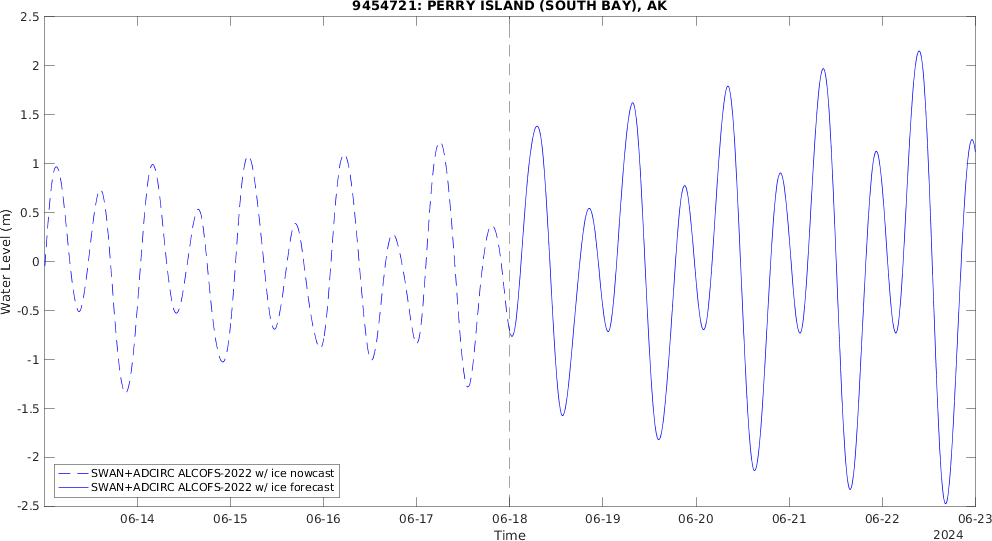 9454721: PERRY ISLAND (SOUTH BAY), AK
2.5
2
1.5
1
0.5
0
-0.5
-1
-1.5
-2
-2.5
Water Level (m)
SWAN+ADCIRC ALCOFS-2022 w/ ice nowcast
SWAN+ADCIRC ALCOFS-2022 w/ ice forecast
06-14 06-15 06-16 06-17 06-18 06-19 06-20 06-21 06-22 06-23
Time
2024